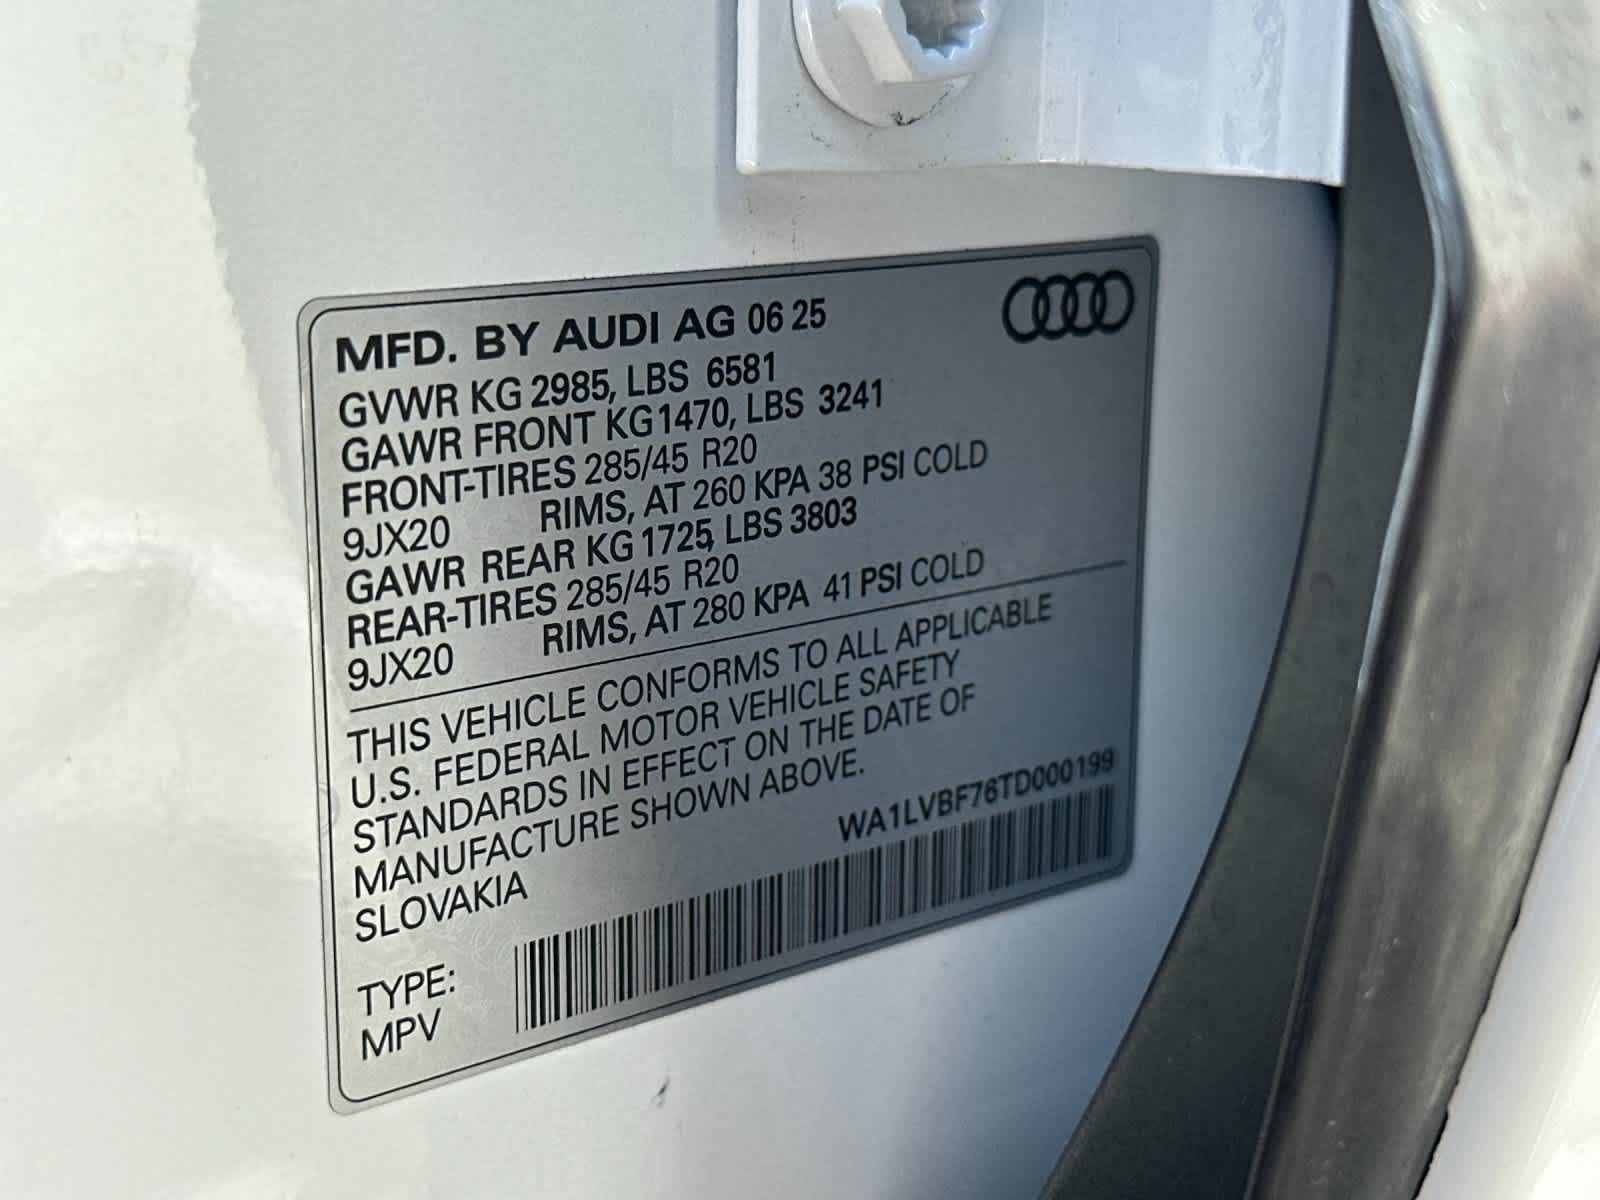 MFD. BY AUDI AG 06 25
GVWR KG 2985, LBS 6581
GAWR FRONT KG 1470, LBS 3241
FRONT-TIRES 285/45 R20
9JX20 RIMS, AT 260 KPA 38 PSI COLD
GAWR REAR KG 1725, LBS 3803
REAR-TIRES 285/45 R20
9JX20 RIMS, AT 280 KPA 41 PSI COLD
THIS VEHICLE CONFORMS TO ALL APPLICABLE
U.S. FEDERAL MOTOR VEHICLE SAFETY
STANDARDS IN EFFECT ON THE DATE OF
MANUFACTURE SHOWN ABOVE.
SLOVAKIA
WA1LVBF76TD000199
TYPE:
MPV